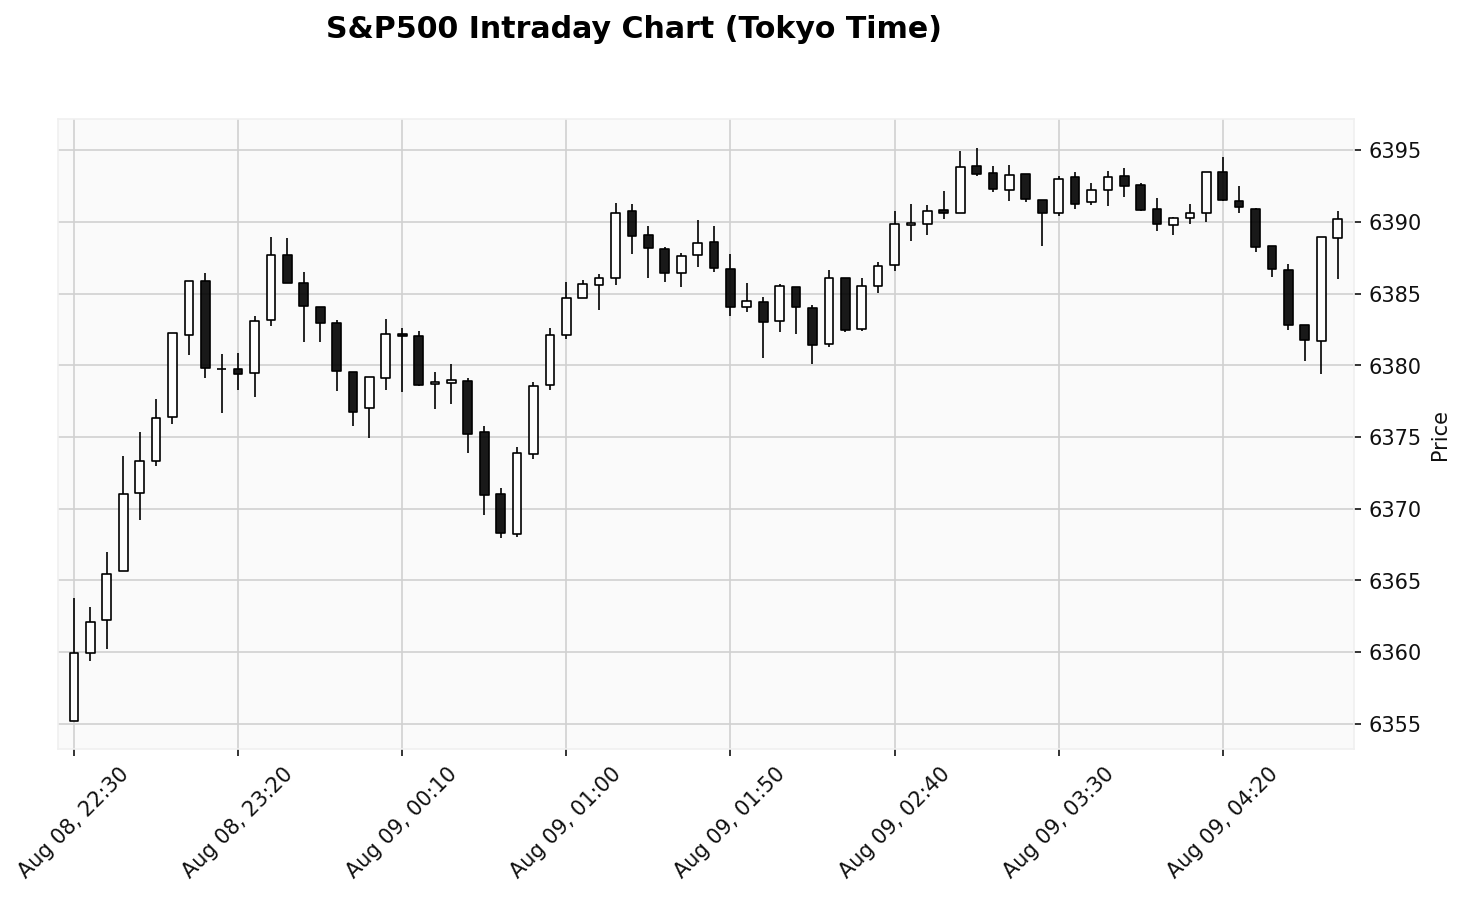 S&P500 Intraday Chart (Tokyo Time)
6395
6390
6385
6380
6375
6370
6365
6360
6355
Price
Aug 08, 22:30
Aug 08, 23:20
Aug 09, 00:10
Aug 09, 01:00
Aug 09, 01:50
Aug 09, 02:40
Aug 09, 03:30
Aug 09, 04:20